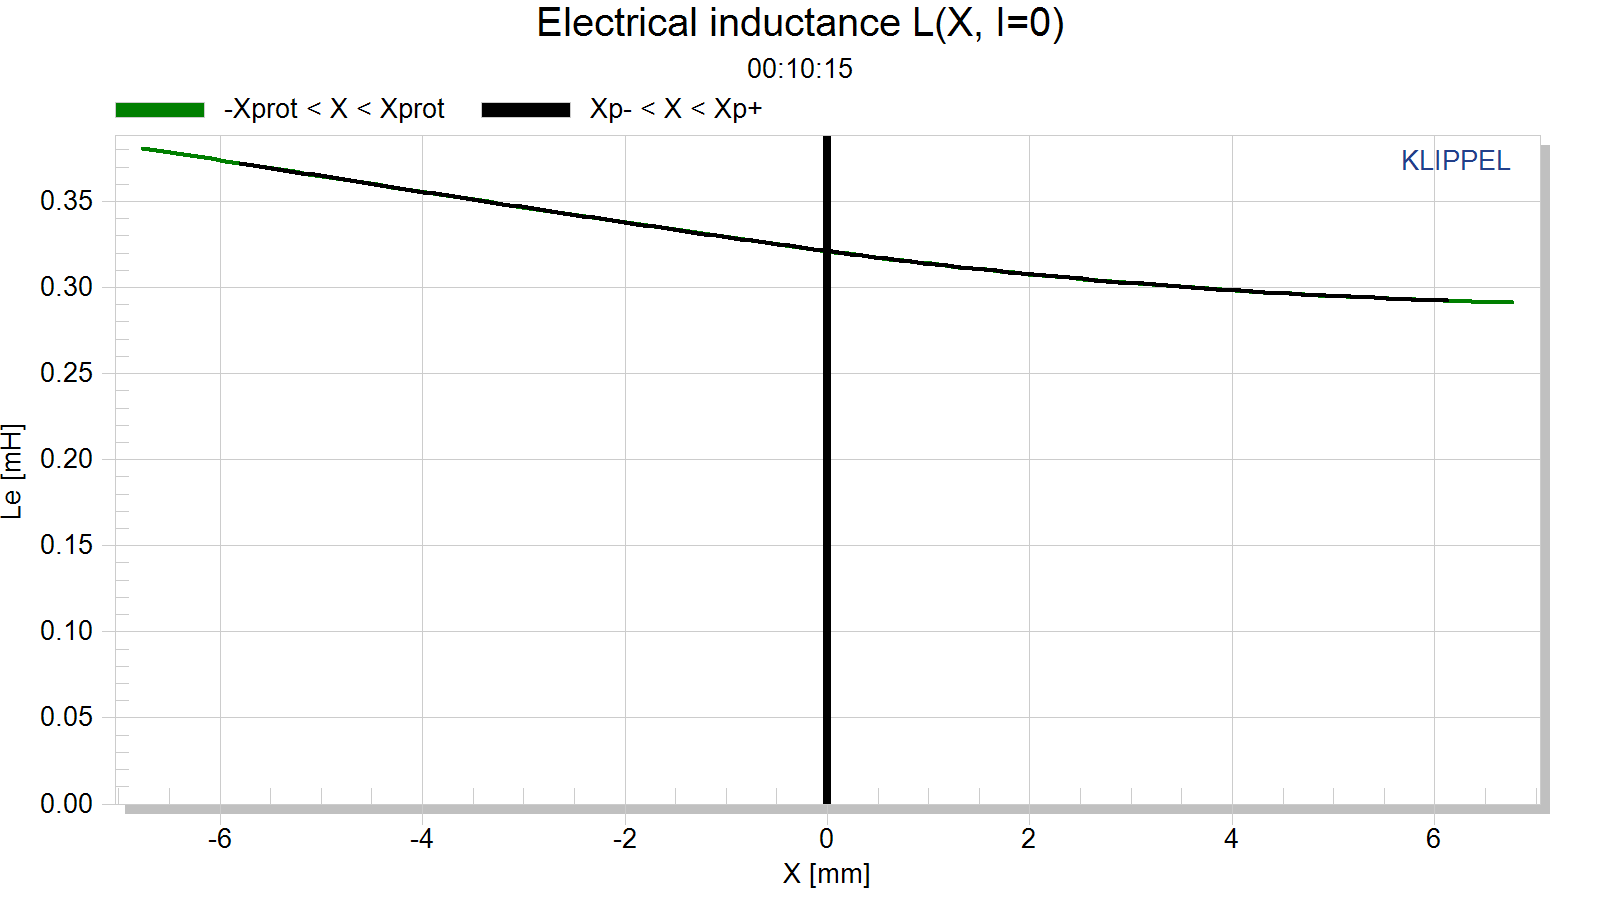 Electrical inductance L(X, I=0)
00:10:15
-Xprot < X < Xprot Xp- < X < Xp+
KLIPPEL
0.35
0.30
0.25
0.20
0.15
0.10
0.05
0.00
Le [mH]
-6 -4 -2 0 2 4 6
X [mm]